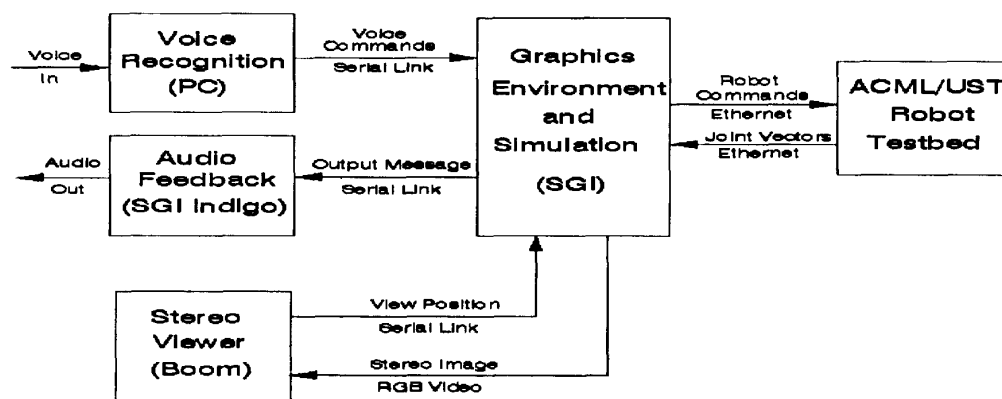 Voice
In
Voice
Recognition
(PC)
Voice
Commands
Serial Link
Graphics
Environment
and
Simulation
(SGI)
Robot
Commands
Ethernet
Joint Vectors
Ethernet
ACML/UST
Robot
Testbed
Audio
Out
Audio
Feedback
(SGI Indigo)
Output Message
Serial Link
Stereo
Viewer
(Boom)
View Position
Serial Link
Stereo Image
RGB Video